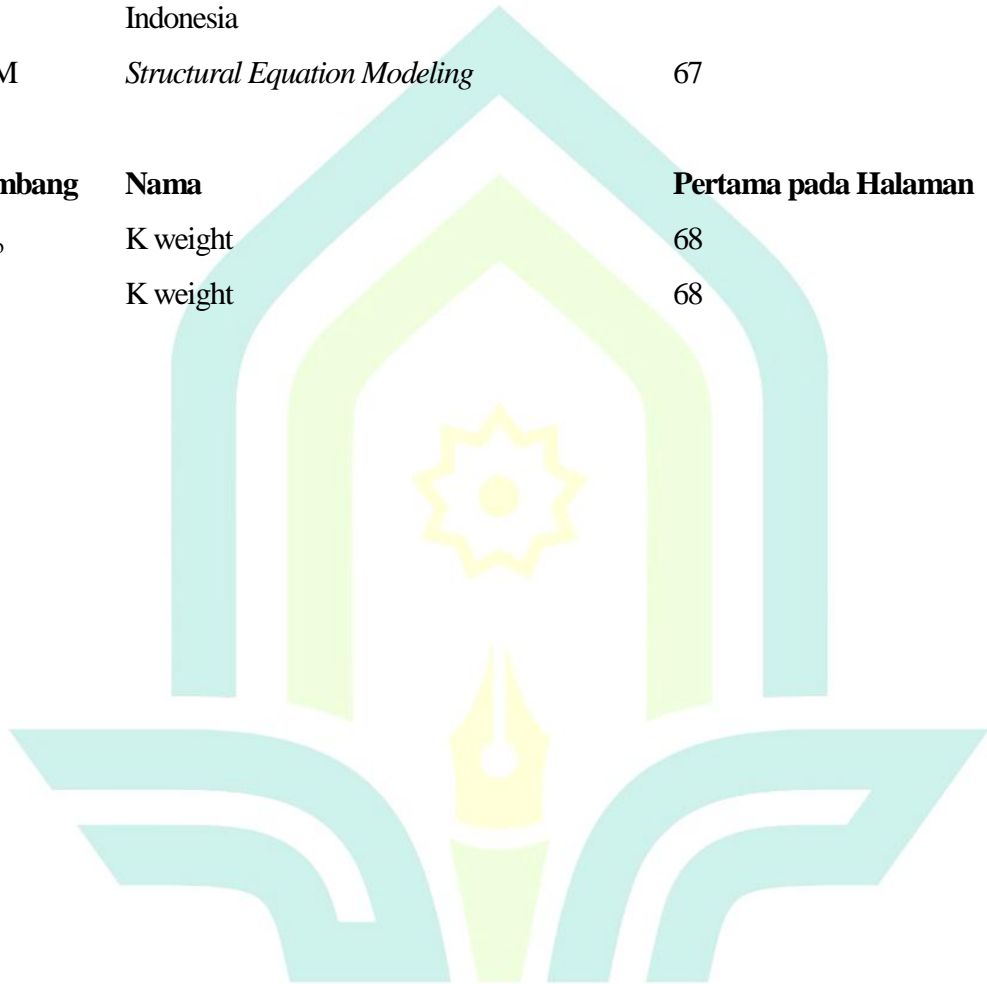 Indonesia
M Structural Equation Modeling 67
mbang Nama Pertama pada Halaman
K weight 68
K weight 68